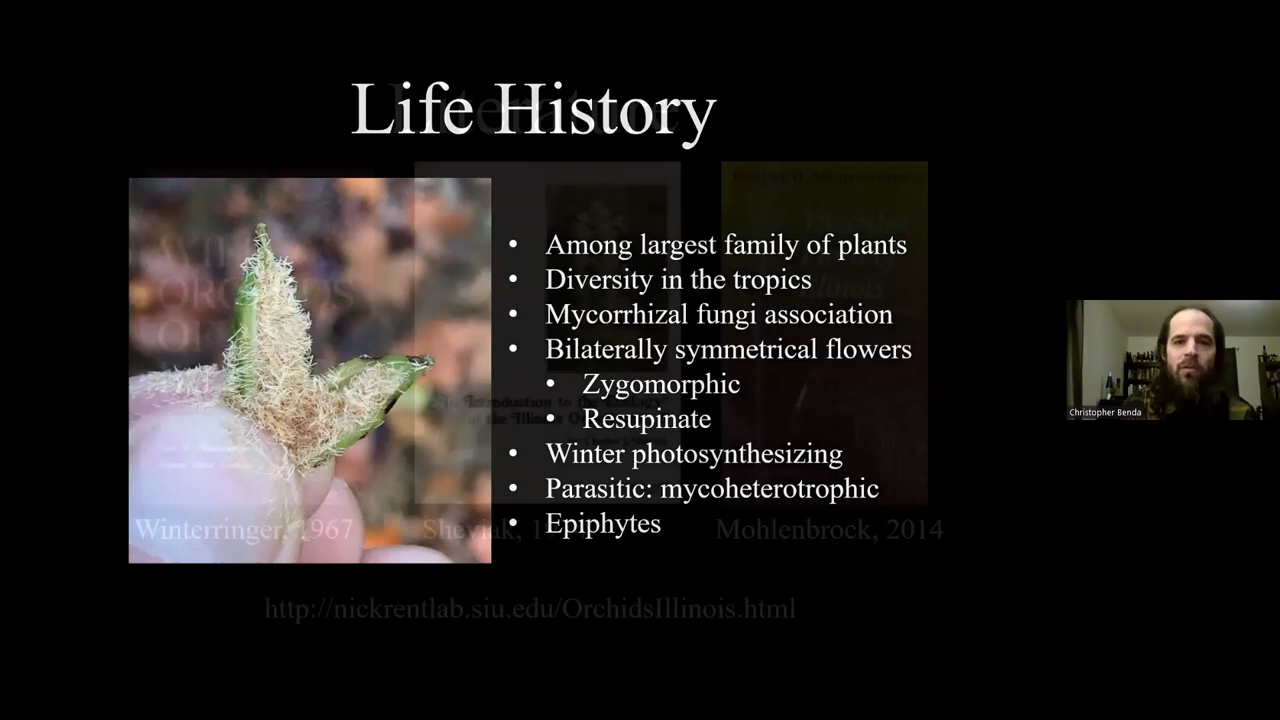 Life History
• Among largest family of plants
• Diversity in the tropics
• Mycorrhizal fungi association
• Bilaterally symmetrical flowers
• Zygomorphic
• Resupinate
• Winter photosynthesizing
• Parasitic: mycoheterotrophic
• Epiphytes
Winterringer, 1967
Mohlenbrock, 2014
http://nickrentlab.siu.edu/OrchidsIllinois.html
Christopher Benda